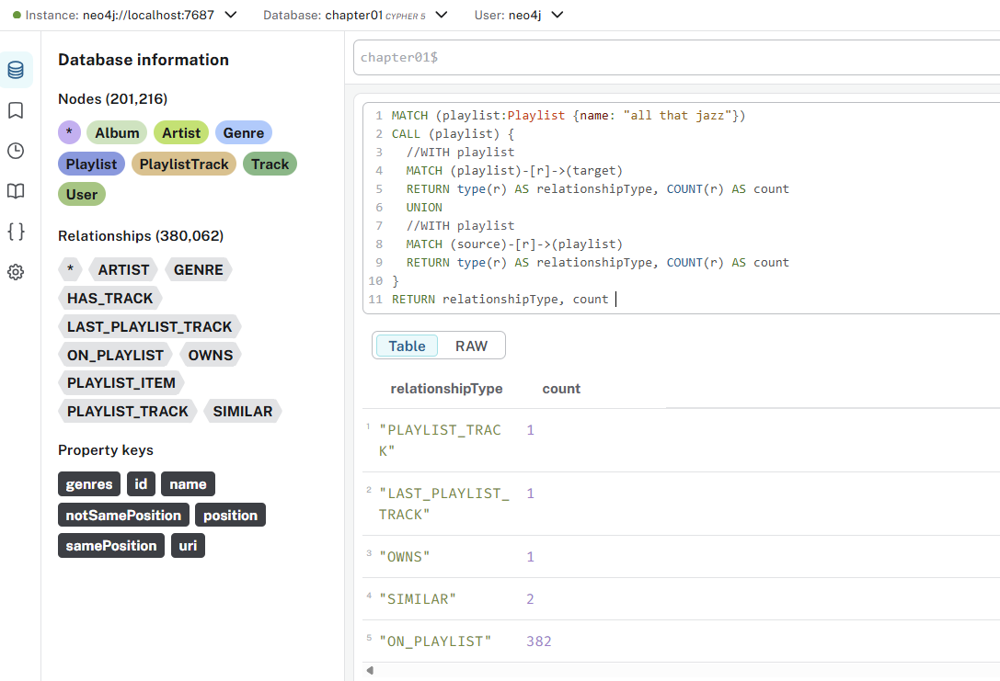 Instance: neo4j://localhost:7687 Database: chapter01 CYPHER 5 User: neo4j
Database information
Nodes (201,216)
* Album Artist Genre
Playlist PlaylistTrack Track
User
Relationships (380,062)
* ARTIST GENRE
HAS_TRACK
LAST_PLAYLIST_TRACK
ON_PLAYLIST OWNS
PLAYLIST_ITEM
PLAYLIST_TRACK SIMILAR
Property keys
genres id name
notSamePosition position
samePosition uri
chapter01$
1 MATCH (playlist:Playlist {name: "all that jazz"})
2 CALL (playlist) {
3 //WITH playlist
4 MATCH (playlist)-[r]->(target)
5 RETURN type(r) AS relationshipType, COUNT(r) AS count
6 UNION
7 //WITH playlist
8 MATCH (source)-[r]->(playlist)
9 RETURN type(r) AS relationshipType, COUNT(r) AS count
10 }
11 RETURN relationshipType, count
Table RAW
relationshipType count
1 "PLAYLIST_TRAC 1
K"
2 "LAST_PLAYLIST_ 1
TRACK"
3 "OWNS" 1
4 "SIMILAR" 2
5 "ON_PLAYLIST" 382